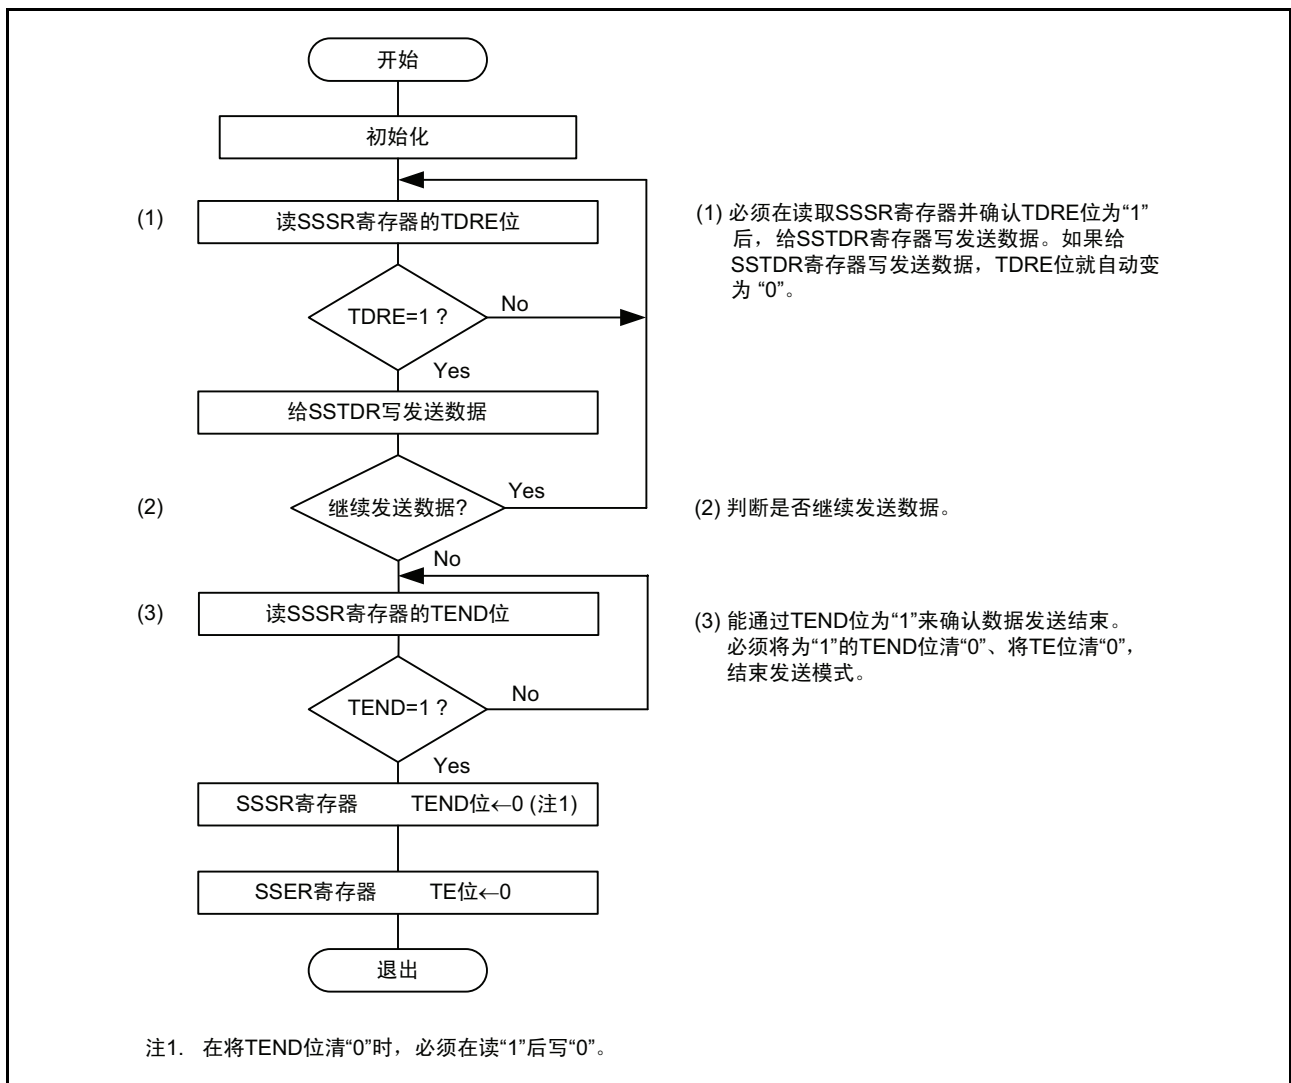 开始
初始化
(1)
读SSSR寄存器的TDRE位
(1) 必须在读取SSSR寄存器并确认TDRE位为“1”
后，给SSTDR寄存器写发送数据。如果给
SSTDR寄存器写发送数据，TDRE位就自动变
为 “0”。
TDRE=1 ?
No
Yes
给SSTDR写发送数据
(2)
继续发送数据?
Yes
(2) 判断是否继续发送数据。
No
(3)
读SSSR寄存器的TEND位
(3) 能通过TEND位为“1”来确认数据发送结束。
必须将为“1”的TEND位清“0”、将TE位清“0”，
结束发送模式。
TEND=1 ?
No
Yes
SSSR寄存器 TEND位←0 (注1)
SSER寄存器 TE位←0
退出
注1. 在将TEND位清“0”时，必须在读“1”后写“0”。